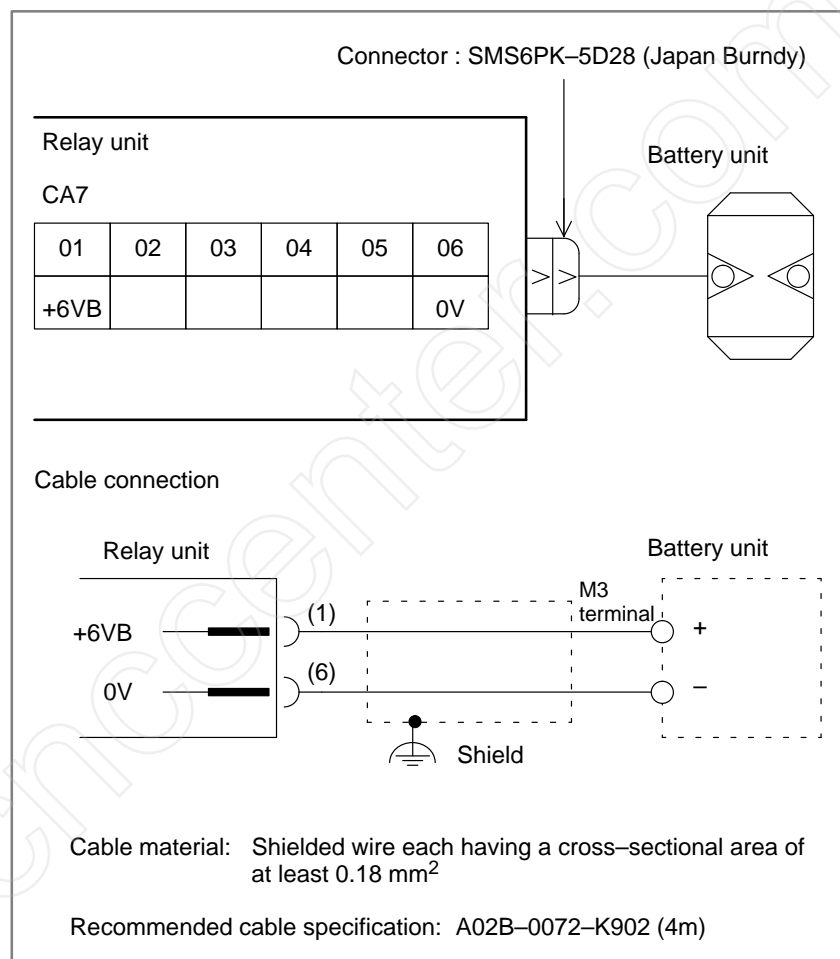 Connector : SMS6PK–5D28 (Japan Burndy)
Relay unit
Battery unit
CA7
01 02 03 04 05 06
+6VB 0V
Cable connection
Relay unit
Battery unit
M3
terminal
+6VB (1) +
0V (6) –
Shield
Cable material: Shielded wire each having a cross–sectional area of
at least 0.18 mm²
Recommended cable specification: A02B–0072–K902 (4m)